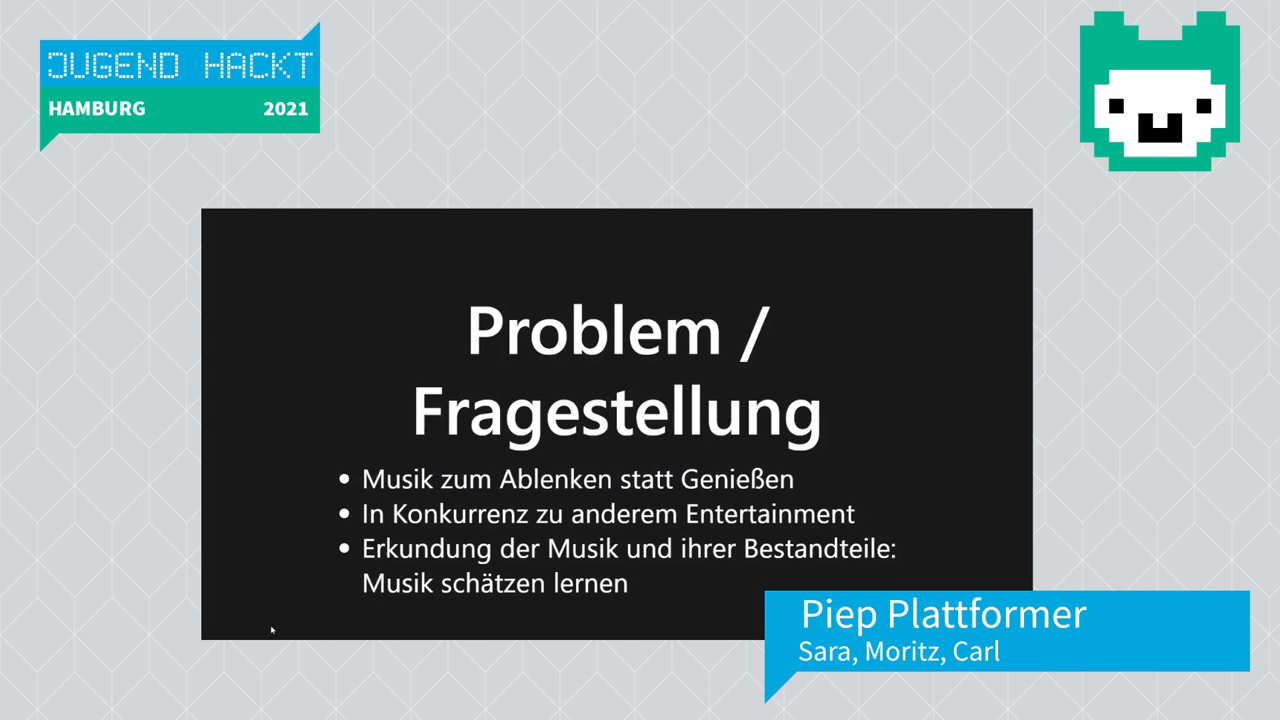 JUGEND HACKT
HAMBURG 2021
Problem /
Fragestellung
• Musik zum Ablenken statt Genießen
• In Konkurrenz zu anderem Entertainment
• Erkundung der Musik und ihrer Bestandteile:
Musik schätzen lernen
Piep Plattformer
Sara, Moritz, Carl